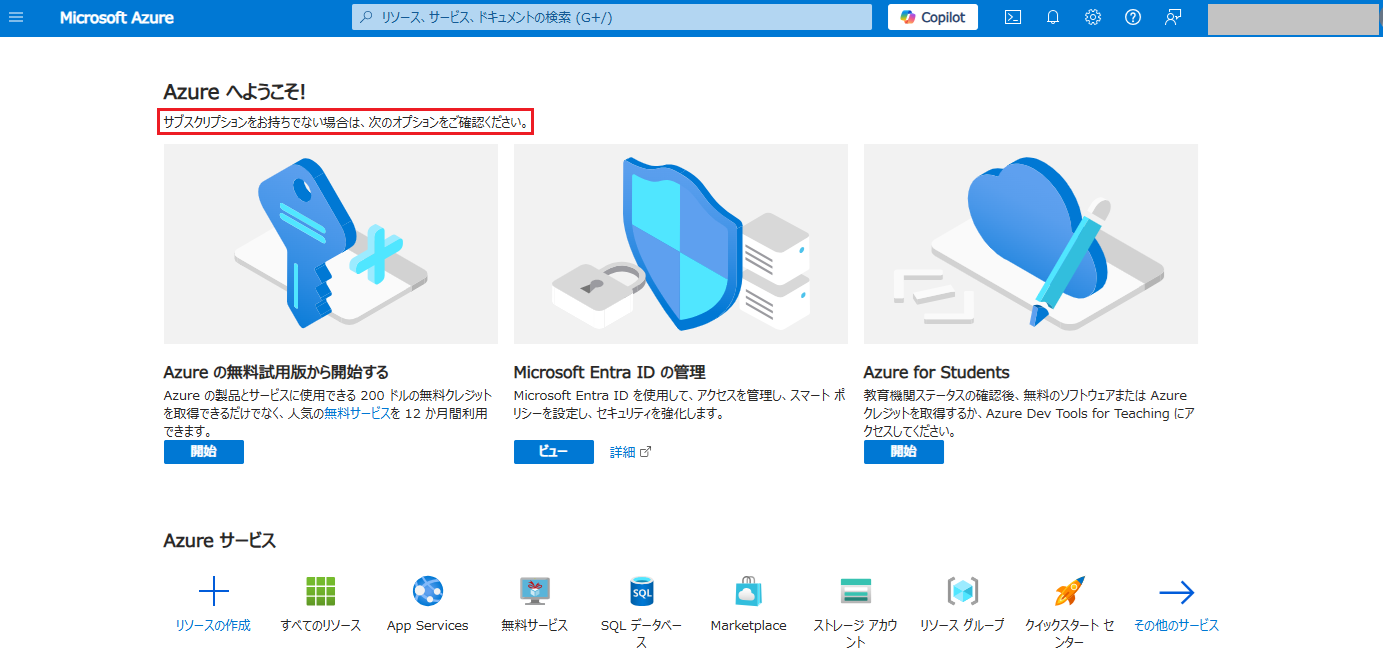 Microsoft Azure
リソース、サービス、ドキュメントの検索 (G+/)
Copilot
Azure へようこそ!
サブスクリプションをお持ちでない場合は、次のオプションをご確認ください。
Azure の無料試用版から開始する
Azure の製品とサービスに使用できる 200 ドルの無料クレジット
を取得できるだけでなく、人気の無料サービスを 12 か月間利用
できます。
開始
Microsoft Entra ID の管理
Microsoft Entra ID を使用して、アクセスを管理し、スマート ポ
リシーを設定し、セキュリティを強化します。
ビュー
詳細
Azure for Students
教育機関ステータスの確認後、無料のソフトウェアまたは Azure
クレジットを取得するか、Azure Dev Tools for Teaching にア
クセスしてください。
開始
Azure サービス
リソースの作成
すべてのリソース
App Services
無料サービス
SQL
SQL データベー
ス
Marketplace
ストレージ アカウ
ント
リソース グループ
クイックスタート セ
ンター
その他のサービス